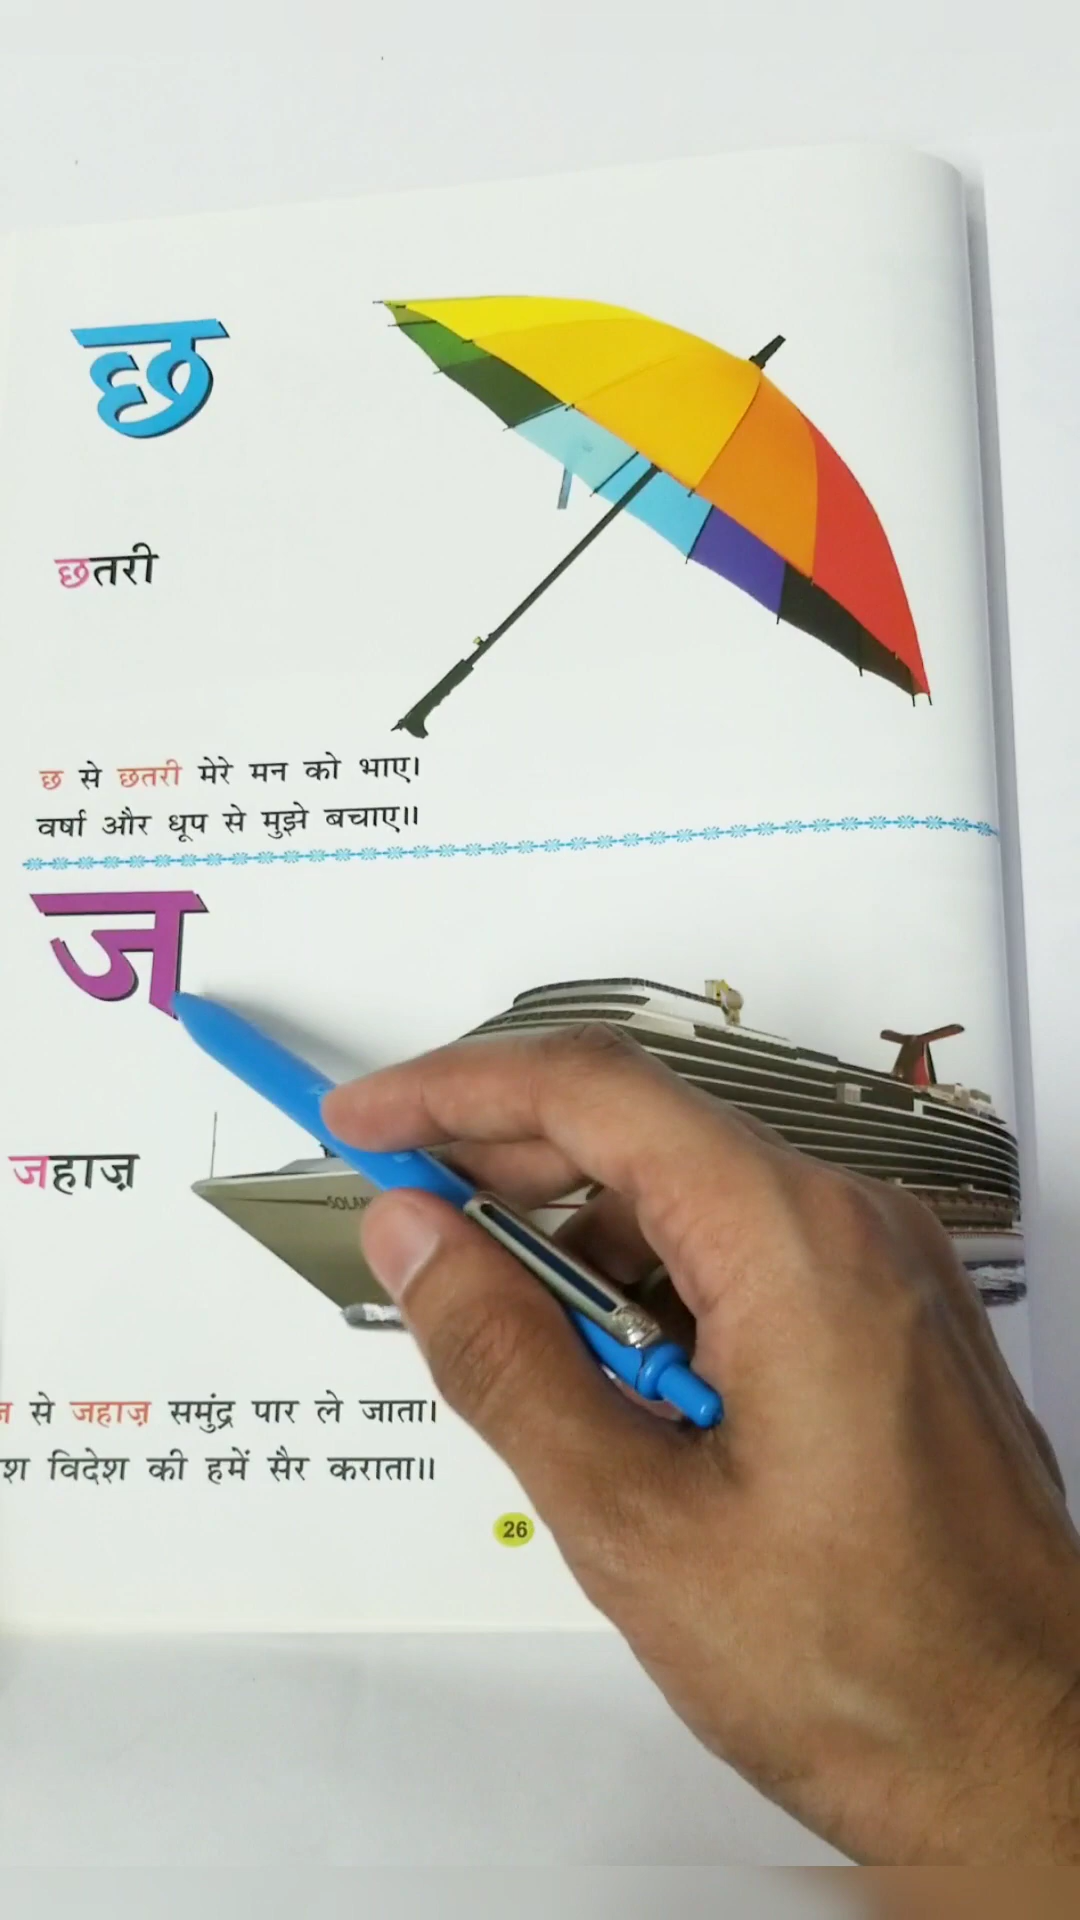 छ
छतरी
छ से छतरी मेरे मन को भाए।
वर्षा और धूप से मुझे बचाए॥
ज
जहाज़
ज से जहाज़ समुंद्र पार ले जाता।
विदेश की हमें सैर कराता॥
26